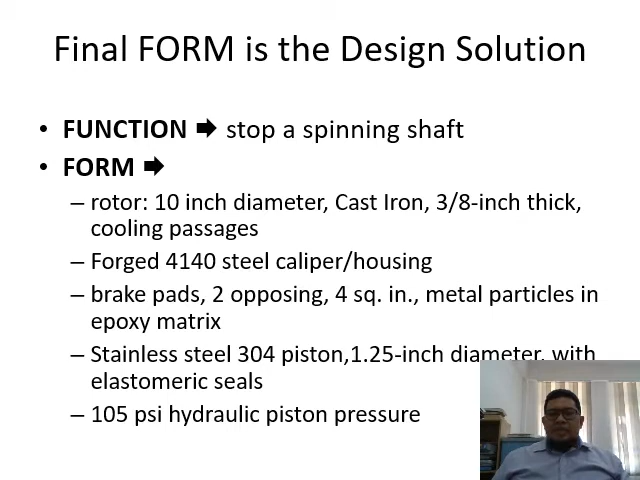 Final FORM is the Design Solution
• FUNCTION 🡆 stop a spinning shaft
• FORM 🡆
– rotor: 10 inch diameter, Cast Iron, 3/8-inch thick,
cooling passages
– Forged 4140 steel caliper/housing
– brake pads, 2 opposing, 4 sq. in., metal particles in
epoxy matrix
– Stainless steel 304 piston,1.25-inch diameter, with
elastomeric seals
– 105 psi hydraulic piston pressure